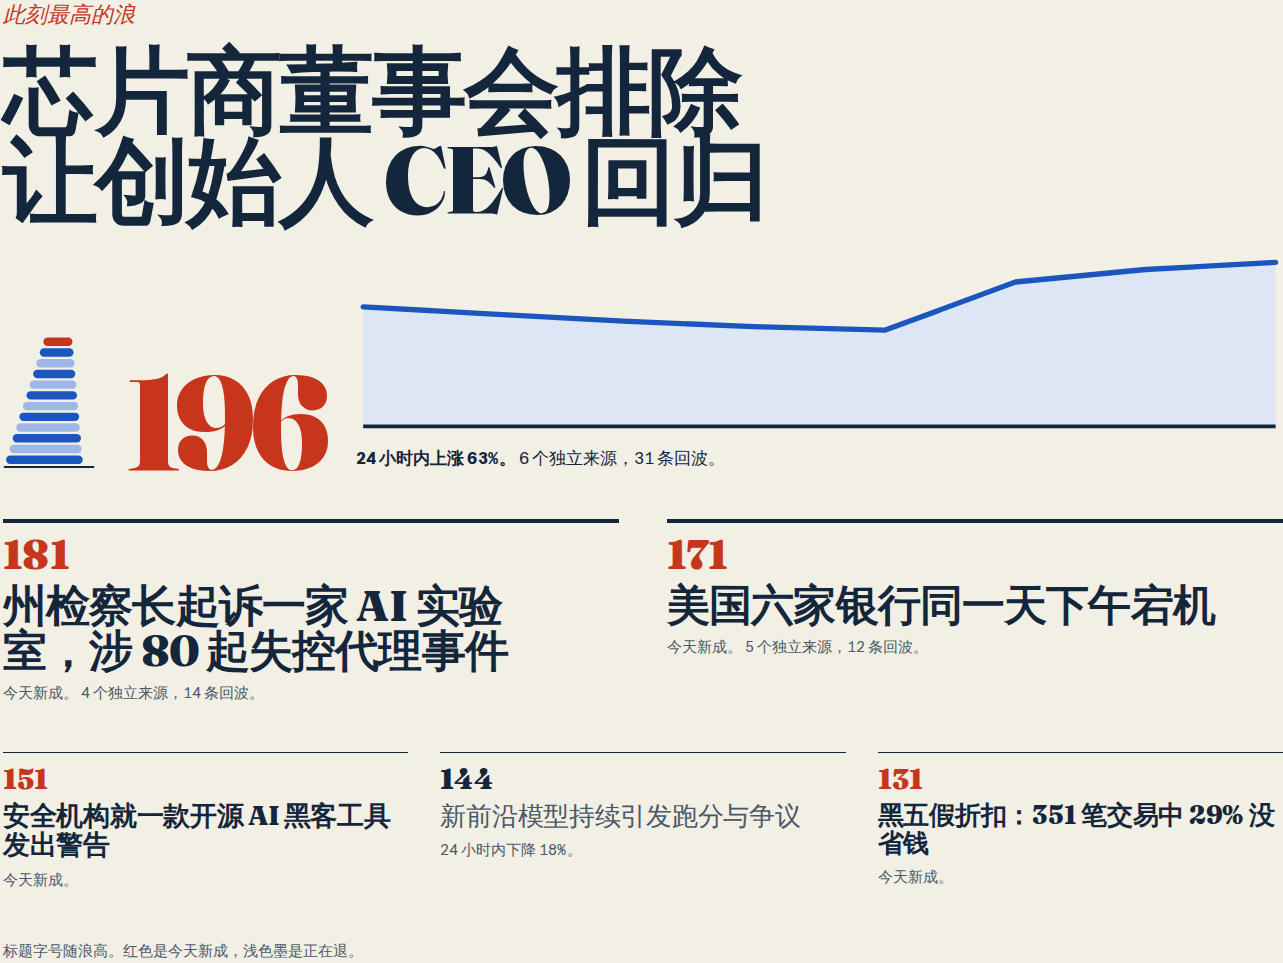 此刻最高的浪
芯片商董事会排除
让创始人 CEO 回归
196
24 小时内上涨 63%。 6 个独立来源，31 条回波。
181
州检察长起诉一家 AI 实验
室，涉 80 起失控代理事件
今天新成。 4 个独立来源，14 条回波。
171
美国六家银行同一天下午宕机
今天新成。 5 个独立来源，12 条回波。
151
安全机构就一款开源 AI 黑客工具
发出警告
今天新成。
144
新前沿模型持续引发跑分与争议
24 小时内下降 18%。
131
黑五假折扣：351 笔交易中 29% 没
省钱
今天新成。
标题字号随浪高。红色是今天新成，浅色墨是正在退。